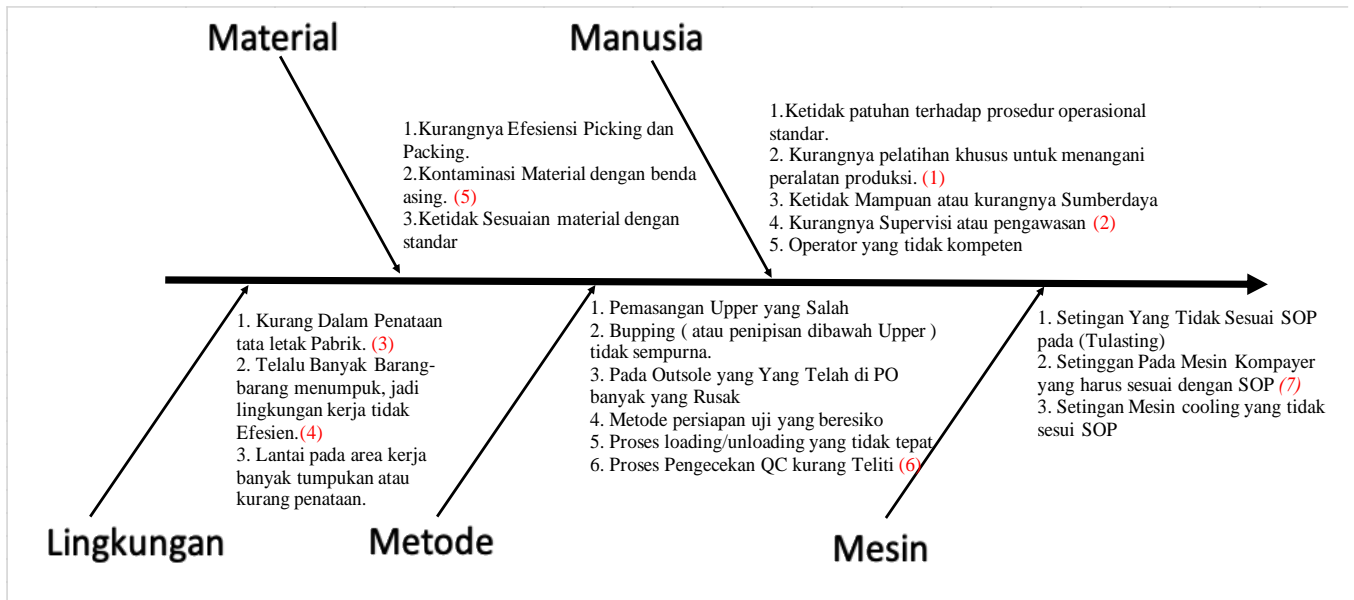 Material
Manusia
1.Kurangnya Efesiensi Picking dan
Packing.
2.Kontaminasi Material dengan benda
asing. (5)
3.Ketidak Sesuaian material dengan
standar
1.Ketidak patuhan terhadap prosedur operasional
standar.
2. Kurangnya pelatihan khusus untuk menangani
peralatan produksi. (1)
3. Ketidak Mampuan atau kurangnya Sumberdaya
4. Kurangnya Supervisi atau pengawasan (2)
5. Operator yang tidak kompeten
1. Kurang Dalam Penataan
tata letak Pabrik. (3)
2. Telalu Banyak Barang-
barang menumpuk, jadi
lingkungan kerja tidak
Efesien.(4)
3. Lantai pada area kerja
banyak tumpukan atau
kurang penataan.
1. Pemasangan Upper yang Salah
2. Bupping ( atau penipisan dibawah Upper )
tidak sempurna.
3. Pada Outsole yang Yang Telah di PO
banyak yang Rusak
4. Metode persiapan uji yang beresiko
5. Proses loading/unloading yang tidak tepat
6. Proses Pengecekan QC kurang Teliti (6)
1. Setingan Yang Tidak Sesuai SOP
pada (Tulasting)
2. Setinggan Pada Mesin Kompayer
yang harus sesuai dengan SOP (7)
3. Setingan Mesin cooling yang tidak
sesui SOP
Lingkungan
Metode
Mesin